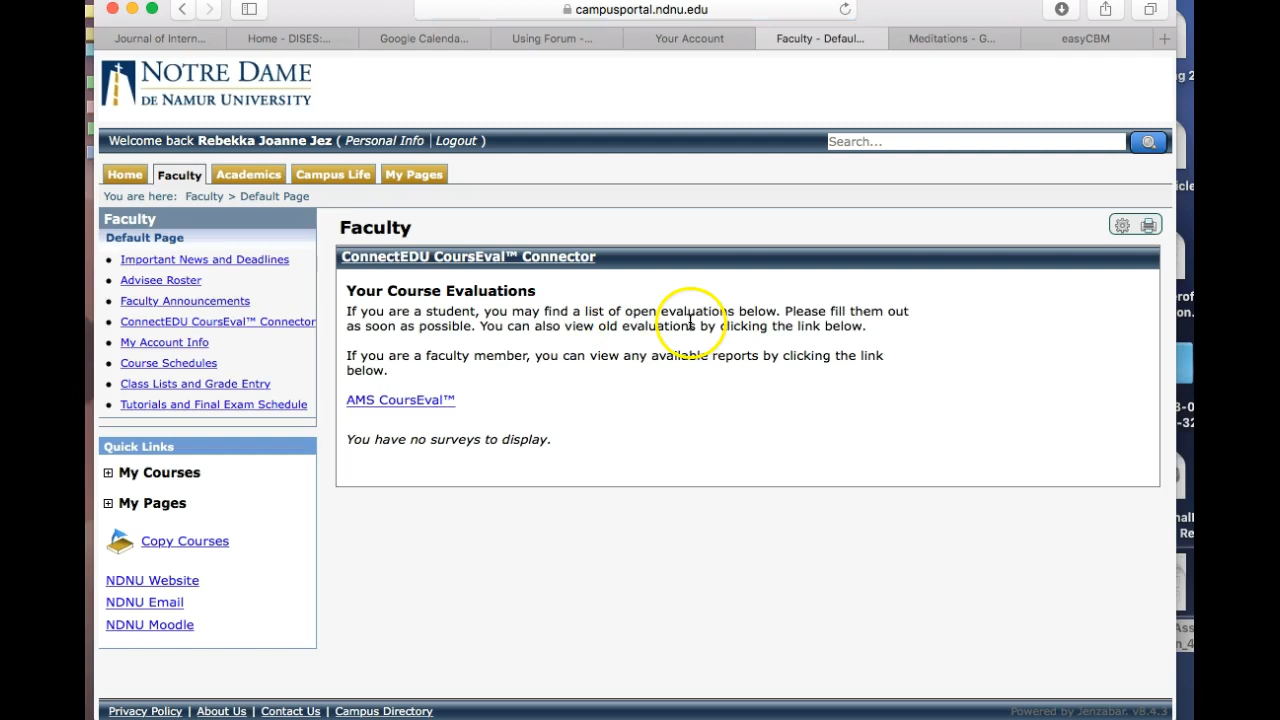 campusportal.ndnu.edu
Journal of Intern...
Home - DISES:...
Google Calenda...
Using Forum -...
Your Account
Faculty - Defaul...
Meditations - G...
easyCBM
NOTRE DAME
DE NAMUR UNIVERSITY
Welcome back Rebekka Joanne Jez ( Personal Info | Logout )
Search...
Home
Faculty
Academics
Campus Life
My Pages
You are here: Faculty > Default Page
Faculty
Default Page
Important News and Deadlines
Advisee Roster
Faculty Announcements
ConnectEDU CoursEval™ Connector
My Account Info
Course Schedules
Class Lists and Grade Entry
Tutorials and Final Exam Schedule
Quick Links
My Courses
My Pages
Copy Courses
NDNU Website
NDNU Email
NDNU Moodle
Faculty
ConnectEDU CoursEval™ Connector
Your Course Evaluations
If you are a student, you may find a list of open evaluations below. Please fill them out
as soon as possible. You can also view old evaluations by clicking the link below.
If you are a faculty member, you can view any available reports by clicking the link
below.
AMS CoursEval™
You have no surveys to display.
Privacy Policy | About Us | Contact Us | Campus Directory
Powered by Jenzabar. v8.4.3